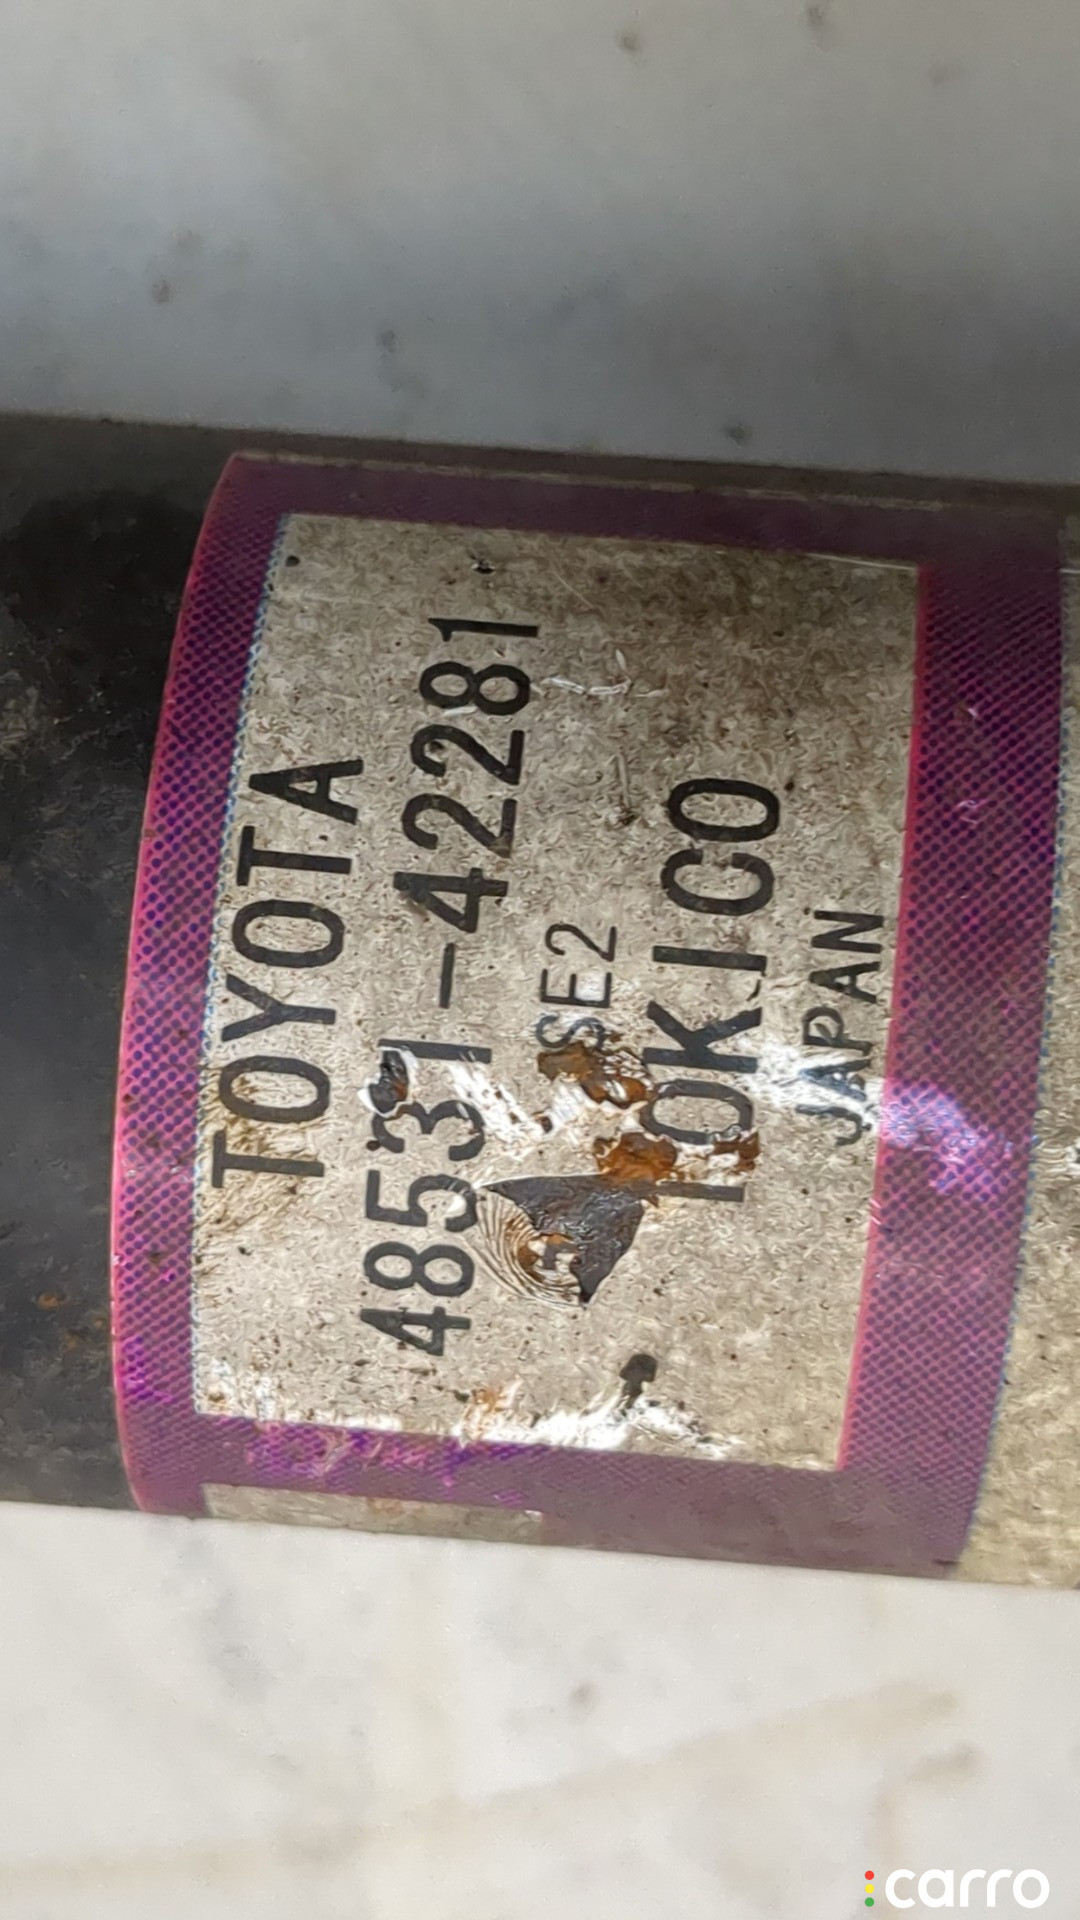 TOYOTA
48531-42281
SE2
TOKICO
JAPAN
carro